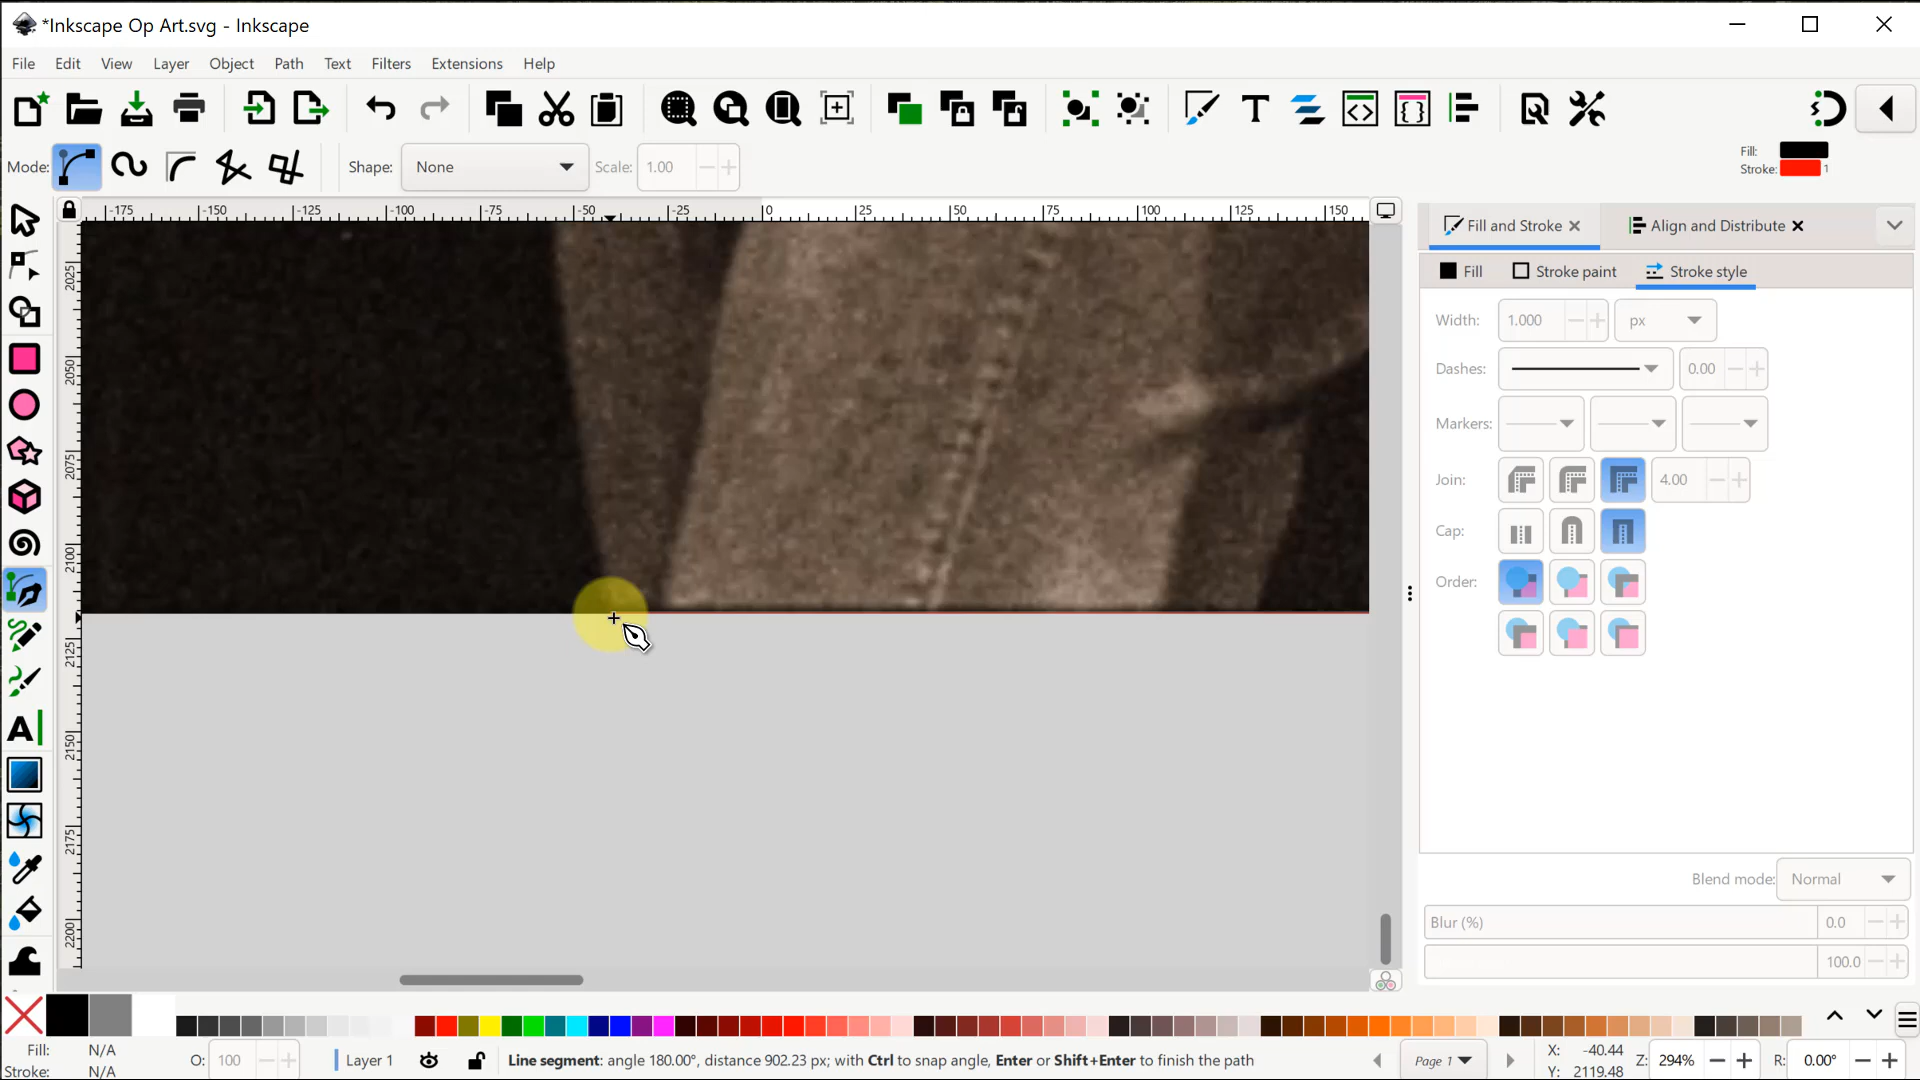 *Inkscape Op Art.svg - Inkscape
File Edit View Layer Object Path Text Filters Extensions Help
Mode: Shape: None Scale: 1.00
Fill:
Stroke: 1
-175 -150 -125 -100 -75 -50 -25 0 25 50 75 100 125 150
2025
2050
2075
2100
2125
2150
2175
2200
Fill and Stroke Align and Distribute
Fill Stroke paint Stroke style
Width: 1.000 px
Dashes: 0.00
Markers:
Join: 4.00
Cap:
Order:
Blend mode: Normal
Blur (%) 0.0
100.0
Fill: N/A
Stroke: N/A
O: 100
Layer 1
Line segment: angle 180.00°, distance 902.23 px; with Ctrl to snap angle, Enter or Shift+Enter to finish the path
Page 1
X: -40.44
Y: 2119.48
Z: 294%
R: 0.00°